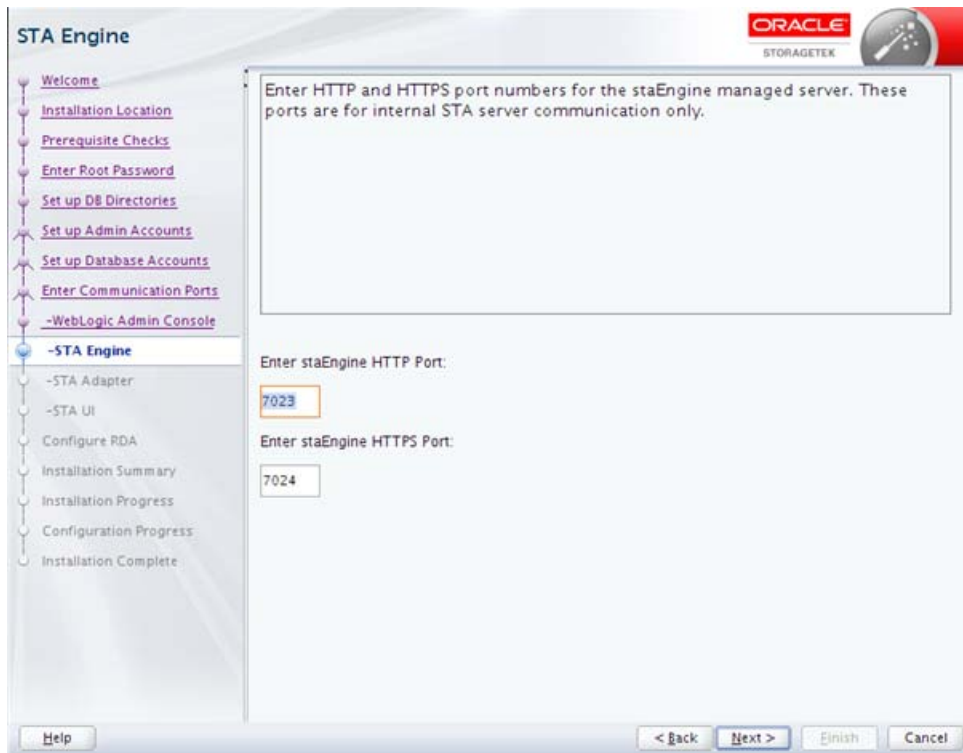 STA Engine
ORACLE
STORAGETEK
Welcome
Installation Location
Prerequisite Checks
Enter Root Password
Set up DB Directories
Set up Admin Accounts
Set up Database Accounts
Enter Communication Ports
-WebLogic Admin Console
-STA Engine
-STA Adapter
-STA UI
Configure RDA
Installation Summary
Installation Progress
Configuration Progress
Installation Complete
Enter HTTP and HTTPS port numbers for the staEngine managed server. These
ports are for internal STA server communication only.
Enter staEngine HTTP Port:
7023
Enter staEngine HTTPS Port:
7024
Help
< Back
Next >
Finish
Cancel